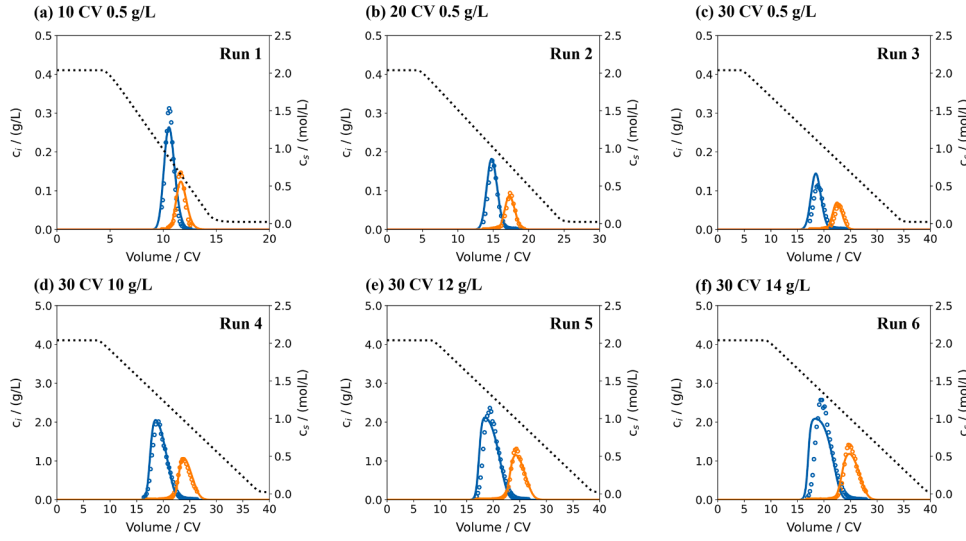 (a) 10 CV 0.5 g/L
(b) 20 CV 0.5 g/L
(c) 30 CV 0.5 g/L
Run 1
Run 2
Run 3
0.5
0.4
0.3
0.2
0.1
0.0
c_i / (g/L)
2.5
2.0
1.5
1.0
0.5
0.0
c_s / (mol/L)
0 5 10 15 20
Volume / CV
0.5
0.4
0.3
0.2
0.1
0.0
c_i / (g/L)
2.5
2.0
1.5
1.0
0.5
0.0
c_s / (mol/L)
0 5 10 15 20 25 30
Volume / CV
0.5
0.4
0.3
0.2
0.1
0.0
c_i / (g/L)
2.5
2.0
1.5
1.0
0.5
0.0
c_s / (mol/L)
0 5 10 15 20 25 30 35 40
Volume / CV
(d) 30 CV 10 g/L
(e) 30 CV 12 g/L
(f) 30 CV 14 g/L
Run 4
Run 5
Run 6
5.0
4.0
3.0
2.0
1.0
0.0
c_i / (g/L)
2.5
2.0
1.5
1.0
0.5
0.0
c_s / (mol/L)
0 5 10 15 20 25 30 35 40
Volume / CV
5.0
4.0
3.0
2.0
1.0
0.0
c_i / (g/L)
2.5
2.0
1.5
1.0
0.5
0.0
c_s / (mol/L)
0 5 10 15 20 25 30 35 40
Volume / CV
5.0
4.0
3.0
2.0
1.0
0.0
c_i / (g/L)
2.5
2.0
1.5
1.0
0.5
0.0
c_s / (mol/L)
0 5 10 15 20 25 30 35 40
Volume / CV